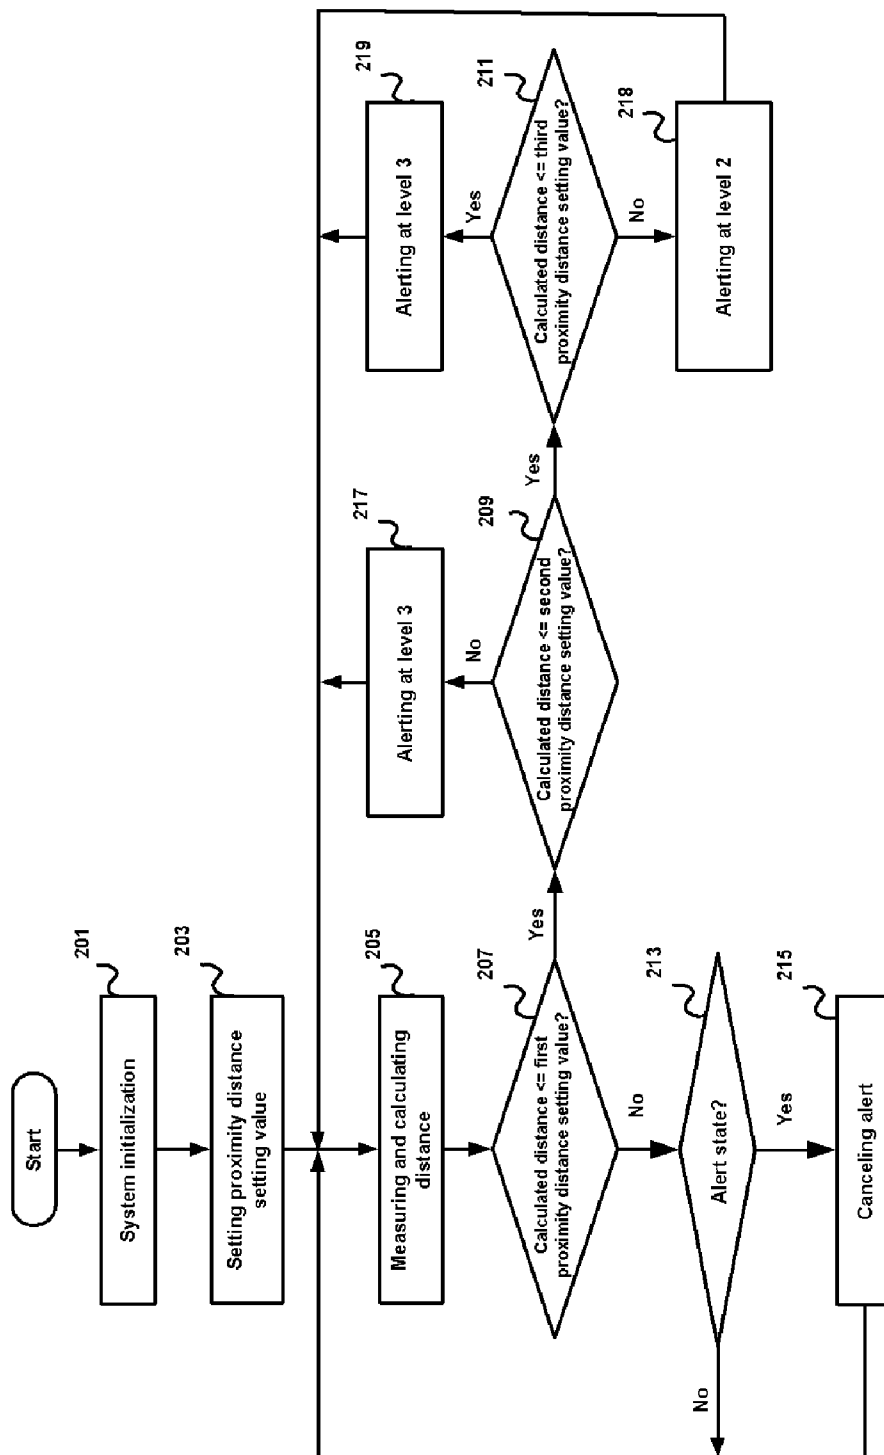 Start
201
System initialization
203
Setting proximity distance
setting value
205
Measuring and calculating
distance
207
Calculated distance <= first
proximity distance setting value?
Yes
No
213
Alert state?
No
Yes
215
Canceling alert
209
Calculated distance <= second
proximity distance setting value?
No
217
Alerting at level 3
Yes
211
Calculated distance <= third
proximity distance setting value?
Yes
219
Alerting at level 3
No
218
Alerting at level 2